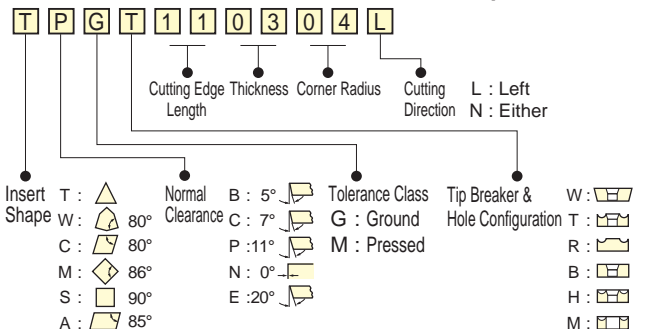 T P G T 1 1 0 3 0 4 L
Cutting Edge Length
Thickness
Corner Radius
Cutting Direction
L : Left
N : Either
Insert Shape
T :
W : 80°
C : 80°
M : 86°
S : 90°
A : 85°
Normal Clearance
B : 5°
C : 7°
P :11°
N : 0°
E :20°
Tolerance Class
G : Ground
M : Pressed
Tip Breaker &
Hole Configuration
W :
T :
R :
B :
H :
M :